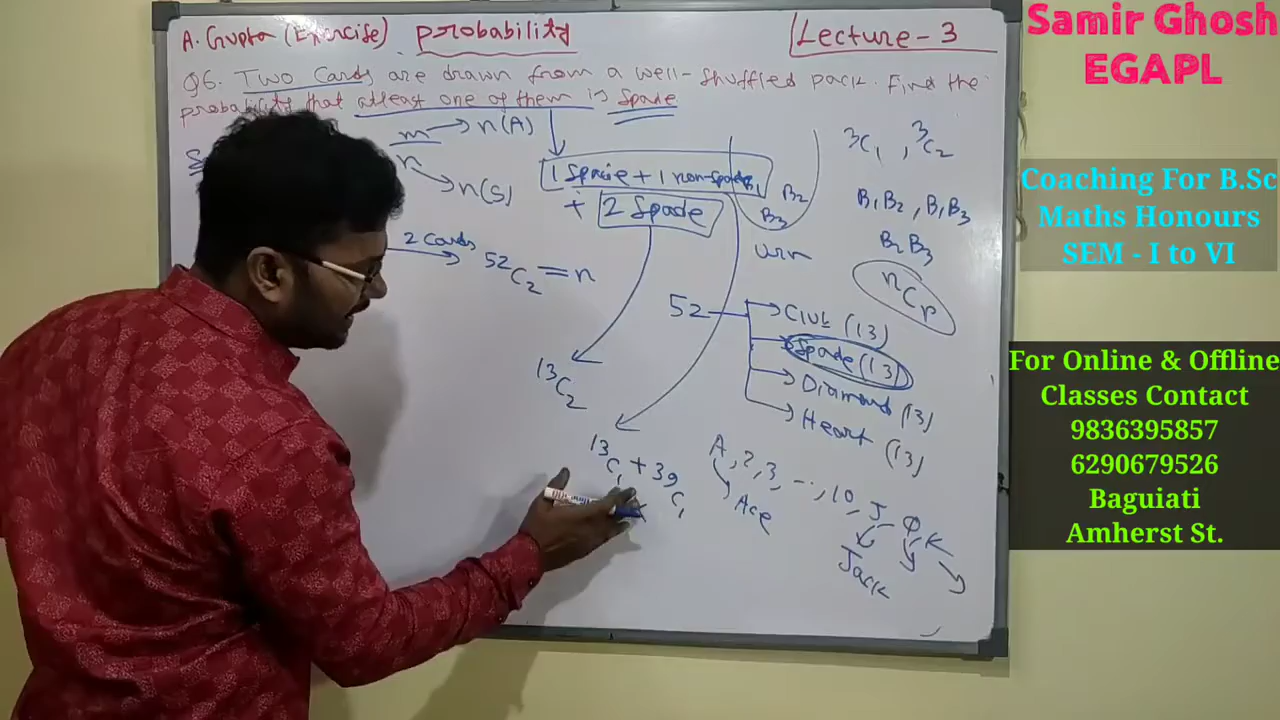 A. Gupta (Exercise) probability
Lecture - 3
Q6. Two Cards are drawn from a well-shuffled pack. Find the
probability that atleast one of them is Spade
m → n(A)
n → n(S)
1 Spade + 1 non-spade
+ 2 Spade
2 Cards
52C2 = n
13C2
13C1 + 39C1
B1
B2
B3
urn
3C1 , 3C2
B1B2 , B1B3
B2B3
nCr
52
Club (13)
Spade (13)
Diamond (13)
Heart (13)
A, 2, 3, -.., 10, J Q K
Ace
Jack
Samir Ghosh
EGAPL
Coaching For B.Sc
Maths Honours
SEM - I to VI
For Online & Offline
Classes Contact
9836395857
6290679526
Baguiati
Amherst St.